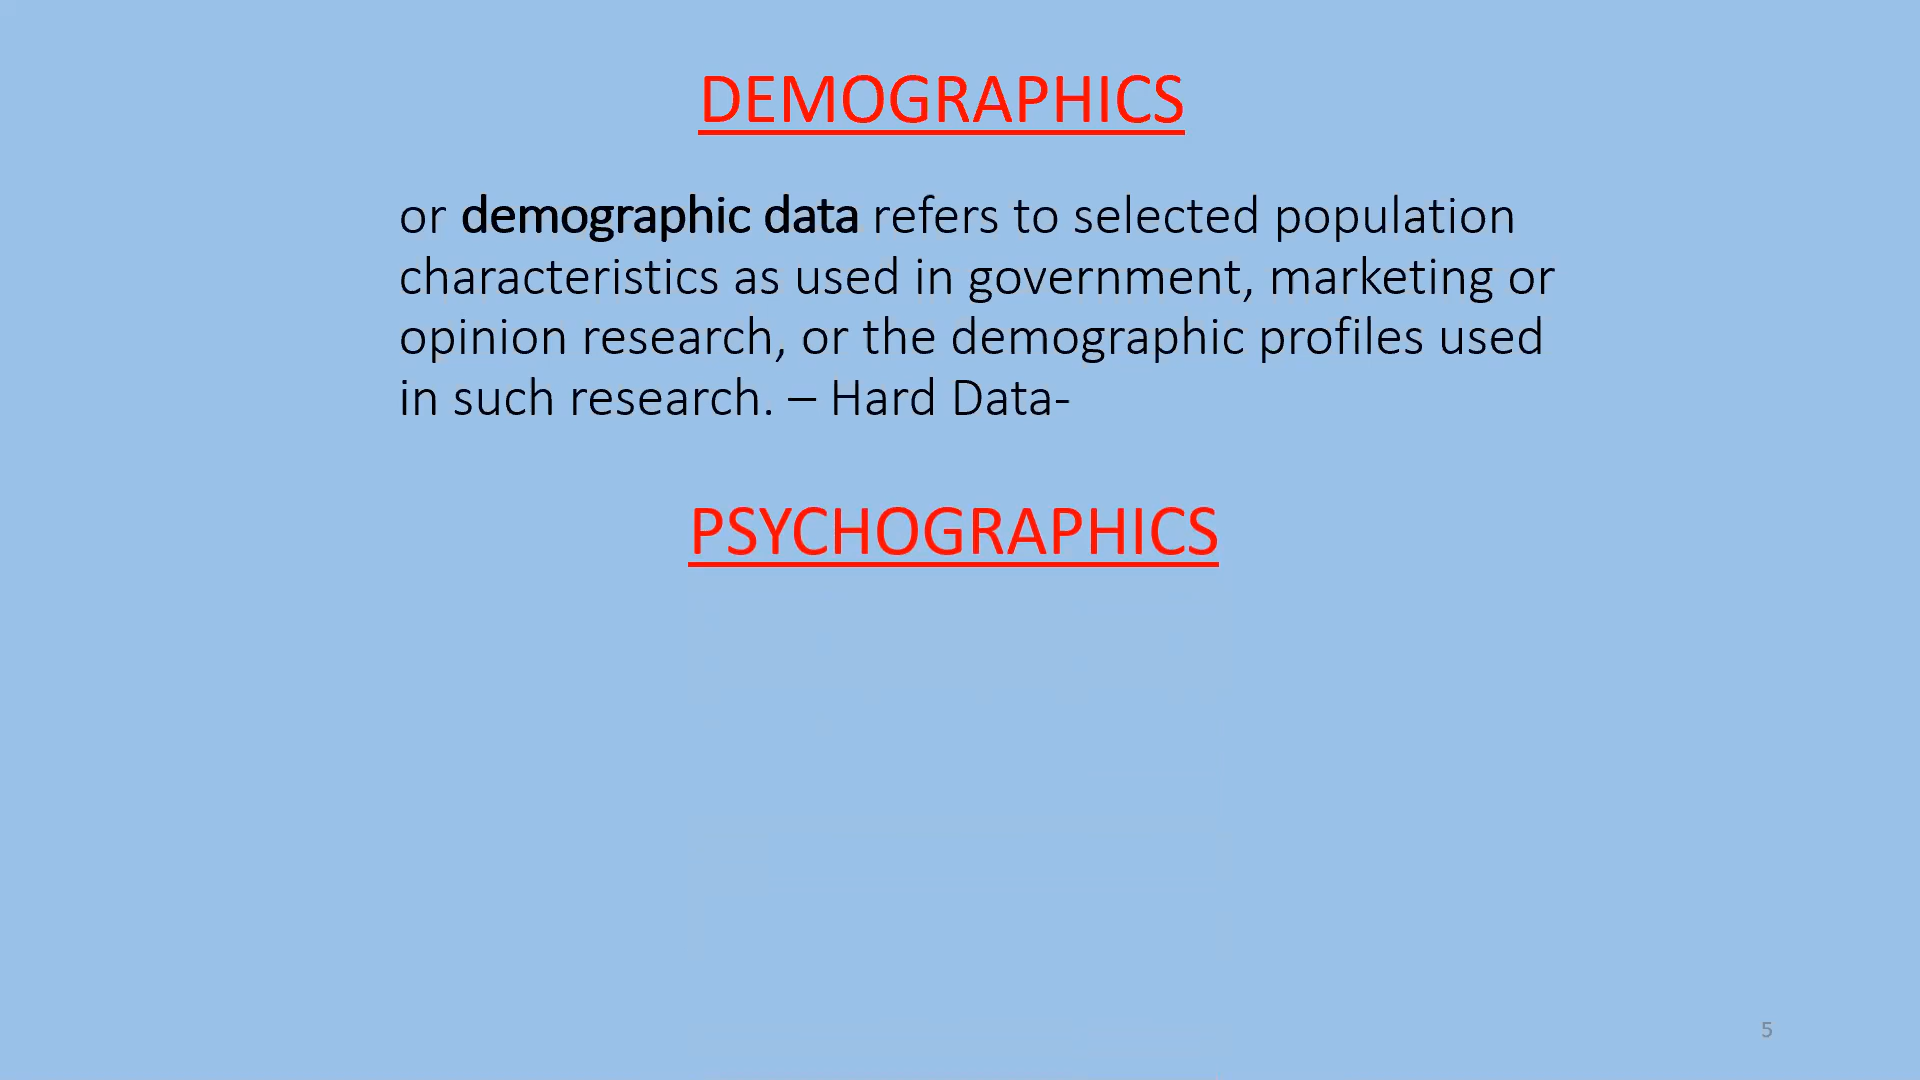 DEMOGRAPHICS
or demographic data refers to selected population
characteristics as used in government, marketing or
opinion research, or the demographic profiles used
in such research. – Hard Data-
PSYCHOGRAPHICS
5